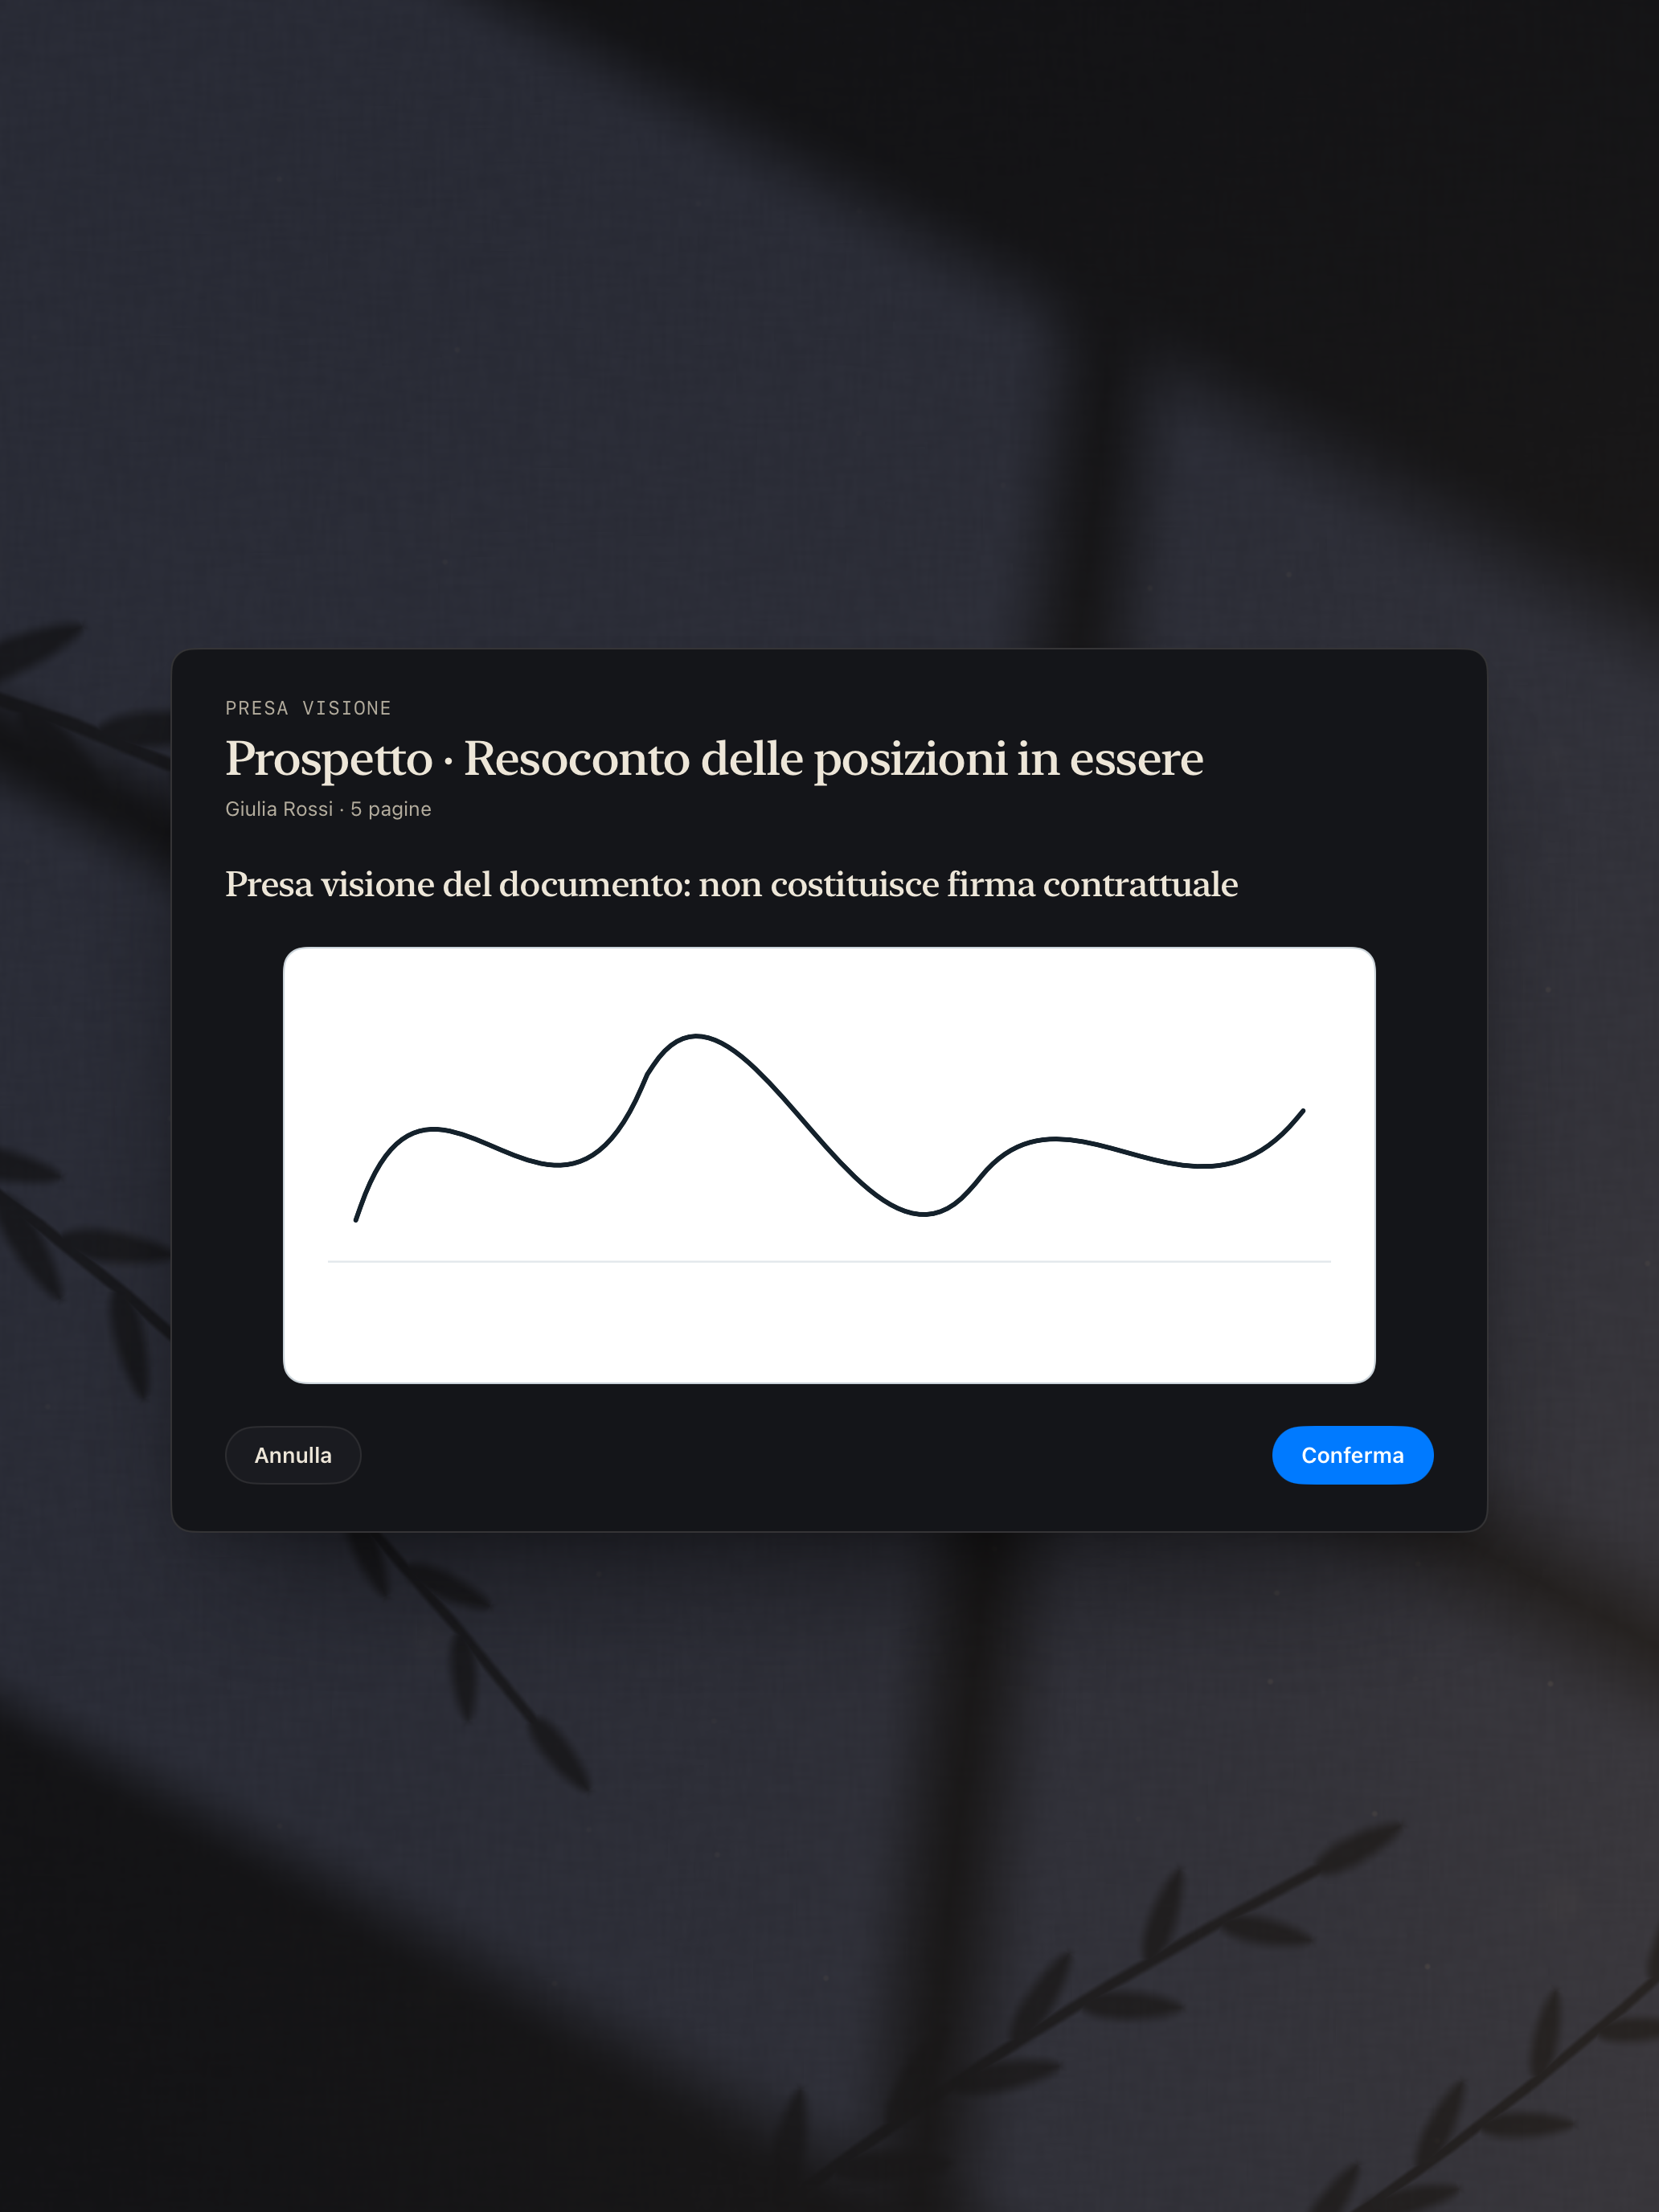 PRESA VISIONE
Prospetto · Resoconto delle posizioni in essere
Giulia Rossi · 5 pagine
Presa visione del documento: non costituisce firma contrattuale
Annulla
Conferma